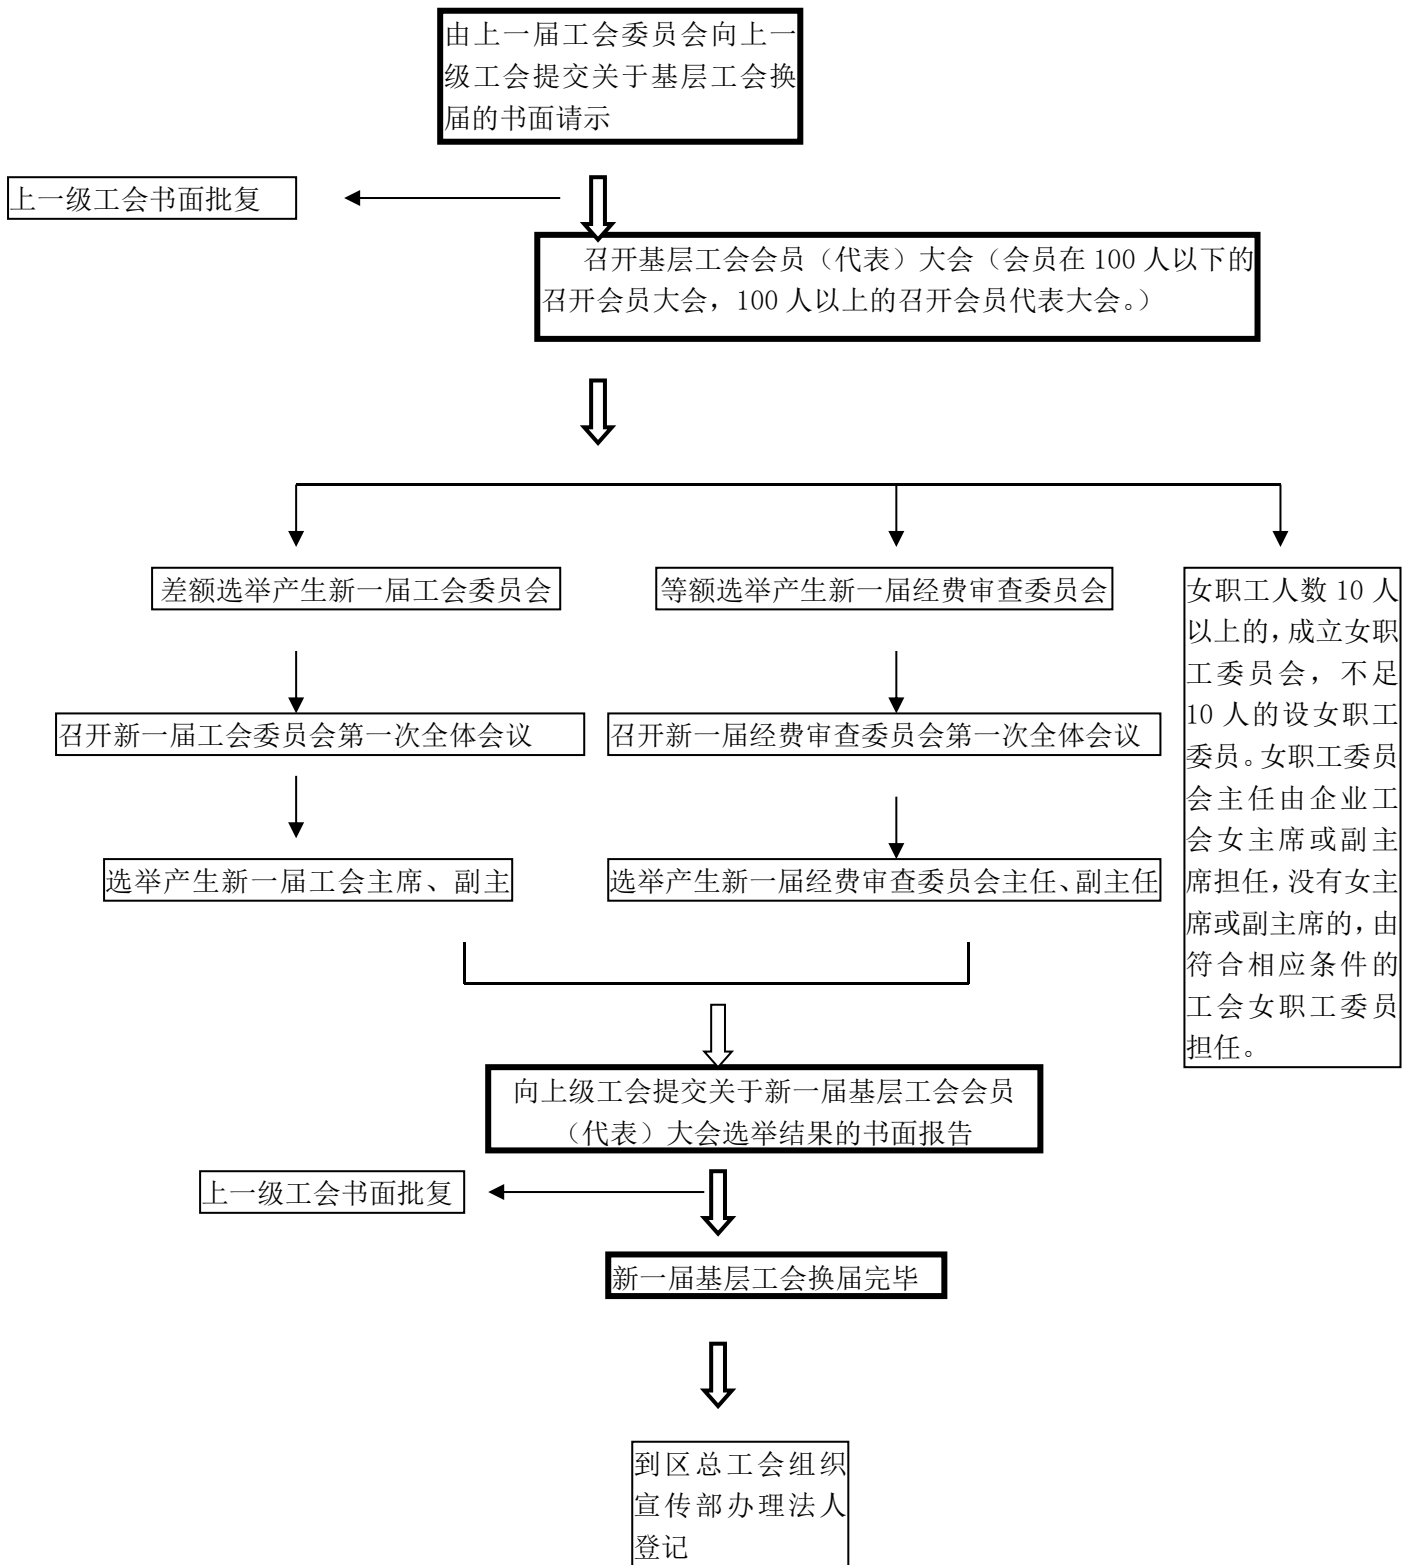 由上一届工会委员会向上一
级工会提交关于基层工会换
届的书面请示
上一级工会书面批复
召开基层工会会员（代表）大会（会员在 100 人以下的
召开会员大会，100 人以上的召开会员代表大会。）
差额选举产生新一届工会委员会
等额选举产生新一届经费审查委员会
女职工人数 10 人
以上的，成立女职
工委员会，不足
10 人的设女职工
委员。女职工委员
会主任由企业工
会女主席或副主
席担任，没有女主
席或副主席的，由
符合相应条件的
工会女职工委员
担任。
召开新一届工会委员会第一次全体会议
召开新一届经费审查委员会第一次全体会议
选举产生新一届工会主席、副主
选举产生新一届经费审查委员会主任、副主任
向上级工会提交关于新一届基层工会会员
（代表）大会选举结果的书面报告
上一级工会书面批复
新一届基层工会换届完毕
到区总工会组织
宣传部办理法人
登记